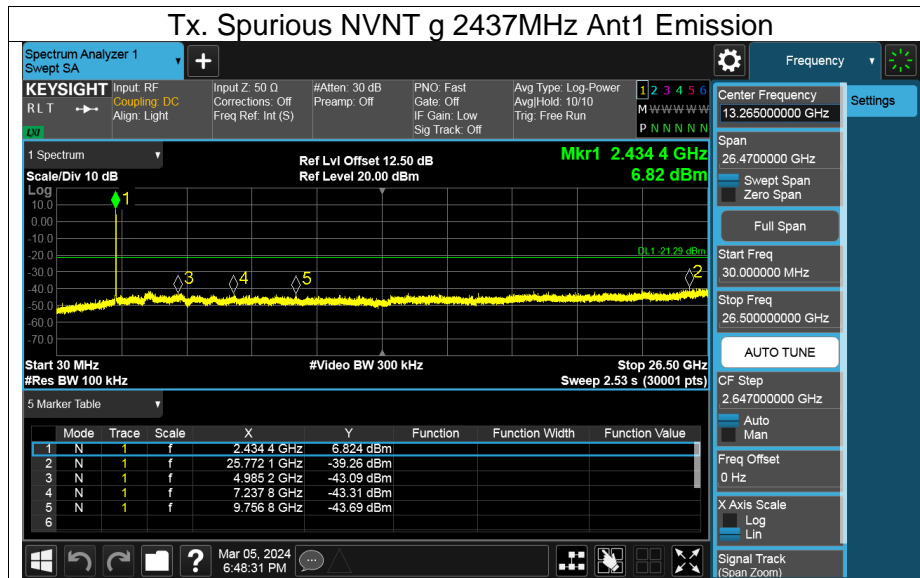 Tx. Spurious NVNT g 2437MHz Ant1 Emission
Spectrum Analyzer 1
Swept SA
+
Frequency
KEYSIGHT
R L T
LXI
Input: RF
Coupling: DC
Align: Light
Input Z: 50 Ω
Corrections: Off
Freq Ref: Int (S)
#Atten: 30 dB
Preamp: Off
PNO: Fast
Gate: Off
IF Gain: Low
Sig Track: Off
Avg Type: Log-Power
Avg|Hold: 10/10
Trig: Free Run
1 2 3 4 5 6
M W W W W W
P N N N N N
1 Spectrum
Scale/Div 10 dB
Ref Lvl Offset 12.50 dB
Ref Level 20.00 dBm
Mkr1 2.434 4 GHz
6.82 dBm
Log
10.0
0.00
-10.0
-20.0
-30.0
-40.0
-50.0
-60.0
-70.0
1
DL1 -21.29 dBm
3
4
5
2
Start 30 MHz
#Video BW 300 kHz
Stop 26.50 GHz
#Res BW 100 kHz
Sweep 2.53 s (30001 pts)
5 Marker Table
Mode Trace Scale X Y Function Function Width Function Value
1 N 1 f 2.434 4 GHz 6.824 dBm
2 N 1 f 25.772 1 GHz -39.26 dBm
3 N 1 f 4.985 2 GHz -43.09 dBm
4 N 1 f 7.237 8 GHz -43.31 dBm
5 N 1 f 9.756 8 GHz -43.69 dBm
6
?
Mar 05, 2024
6:48:31 PM
Center Frequency
13.265000000 GHz
Settings
Span
26.4700000 GHz
Swept Span
Zero Span
Full Span
Start Freq
30.000000 MHz
Stop Freq
26.500000000 GHz
AUTO TUNE
CF Step
2.647000000 GHz
Auto
Man
Freq Offset
0 Hz
X Axis Scale
Log
Lin
Signal Track
(Span Zoom)